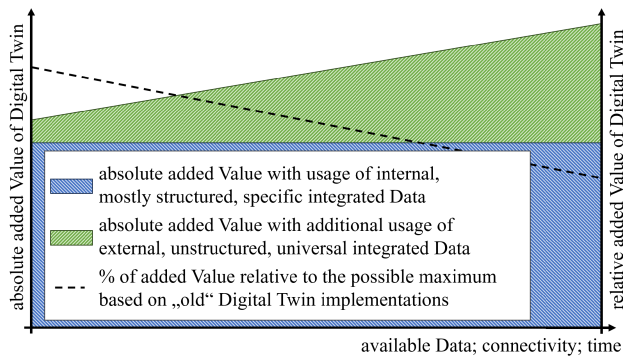 absolute added Value of Digital Twin
absolute added Value with usage of internal,
mostly structured, specific integrated Data
absolute added Value with additional usage of
external, unstructured, universal integrated Data
% of added Value relative to the possible maximum
based on „old“ Digital Twin implementations
relative added Value of Digital Twin
available Data; connectivity; time